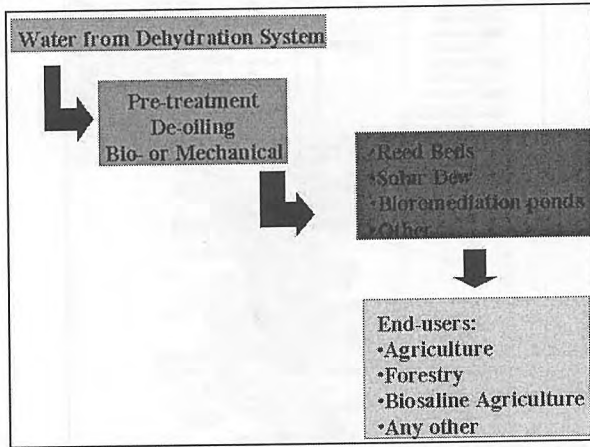 Water from Dehydration System
Pre-treatment
De-oiling
Bio- or Mechanical
•Reed Beds
•Solar Dew
•Bioremediation ponds
•Other
End-users:
•Agriculture
•Forestry
•Biosaline Agriculture
•Any other